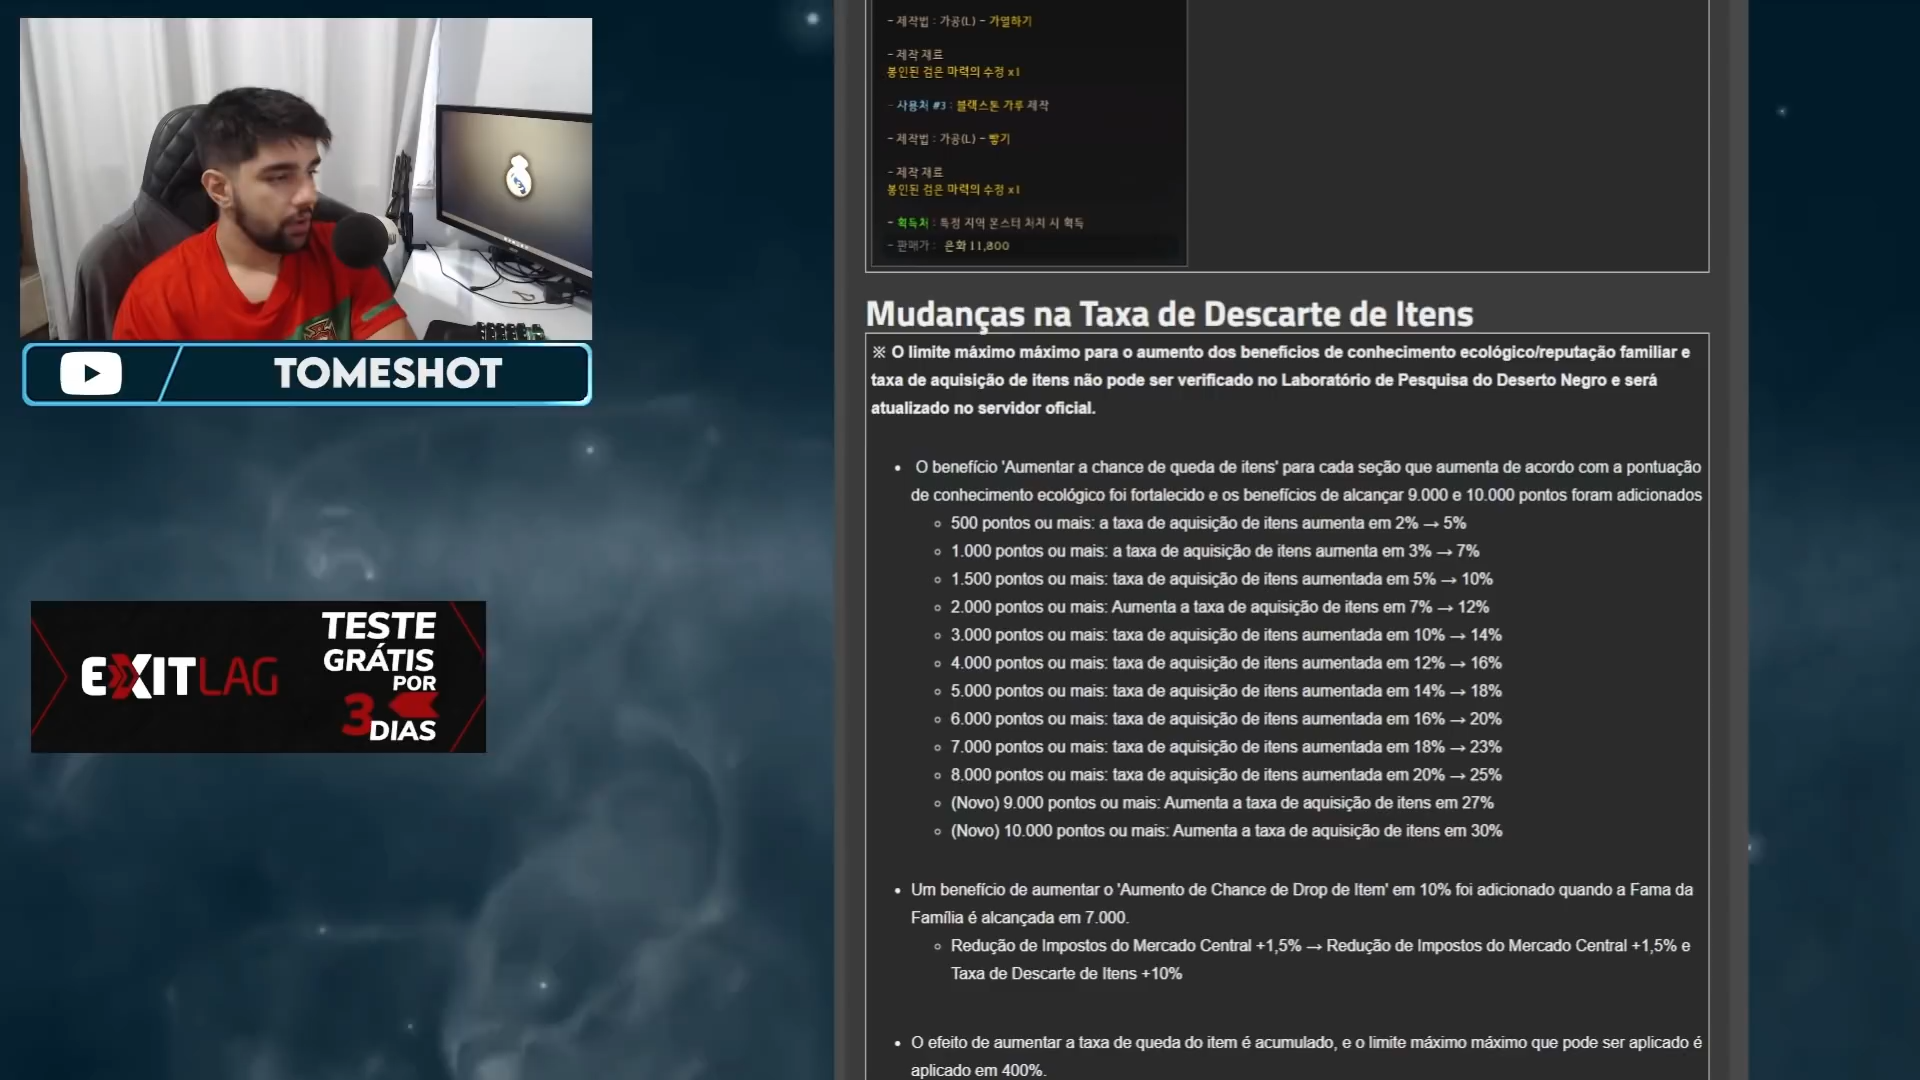 TOMESHOT
EXITLAG
TESTE
GRÁTIS
POR
3
DIAS
- 제작법 : 가공(L) - 가열하기
- 제작 재료
봉인된 검은 마력의 수정 x1
- 사용처 #3 : 블랙스톤 가루 제작
- 제작법 : 가공(L) - 빻기
- 제작 재료
봉인된 검은 마력의 수정 x1
- 획득처 : 특정 지역 몬스터 처치 시 획득
- 판매가 : 은화 11,800
Mudanças na Taxa de Descarte de Itens
※ O limite máximo máximo para o aumento dos benefícios de conhecimento ecológico/reputação familiar e
taxa de aquisição de itens não pode ser verificado no Laboratório de Pesquisa do Deserto Negro e será
atualizado no servidor oficial.
• O benefício 'Aumentar a chance de queda de itens' para cada seção que aumenta de acordo com a pontuação
de conhecimento ecológico foi fortalecido e os benefícios de alcançar 9.000 e 10.000 pontos foram adicionados
◦ 500 pontos ou mais: a taxa de aquisição de itens aumenta em 2% → 5%
◦ 1.000 pontos ou mais: a taxa de aquisição de itens aumenta em 3% → 7%
◦ 1.500 pontos ou mais: taxa de aquisição de itens aumentada em 5% → 10%
◦ 2.000 pontos ou mais: Aumenta a taxa de aquisição de itens em 7% → 12%
◦ 3.000 pontos ou mais: taxa de aquisição de itens aumentada em 10% → 14%
◦ 4.000 pontos ou mais: taxa de aquisição de itens aumentada em 12% → 16%
◦ 5.000 pontos ou mais: taxa de aquisição de itens aumentada em 14% → 18%
◦ 6.000 pontos ou mais: taxa de aquisição de itens aumentada em 16% → 20%
◦ 7.000 pontos ou mais: taxa de aquisição de itens aumentada em 18% → 23%
◦ 8.000 pontos ou mais: taxa de aquisição de itens aumentada em 20% → 25%
◦ (Novo) 9.000 pontos ou mais: Aumenta a taxa de aquisição de itens em 27%
◦ (Novo) 10.000 pontos ou mais: Aumenta a taxa de aquisição de itens em 30%
• Um benefício de aumentar o 'Aumento de Chance de Drop de Item' em 10% foi adicionado quando a Fama da
Família é alcançada em 7.000.
◦ Redução de Impostos do Mercado Central +1,5% → Redução de Impostos do Mercado Central +1,5% e
Taxa de Descarte de Itens +10%
• O efeito de aumentar a taxa de queda do item é acumulado, e o limite máximo máximo que pode ser aplicado é
aplicado em 400%.